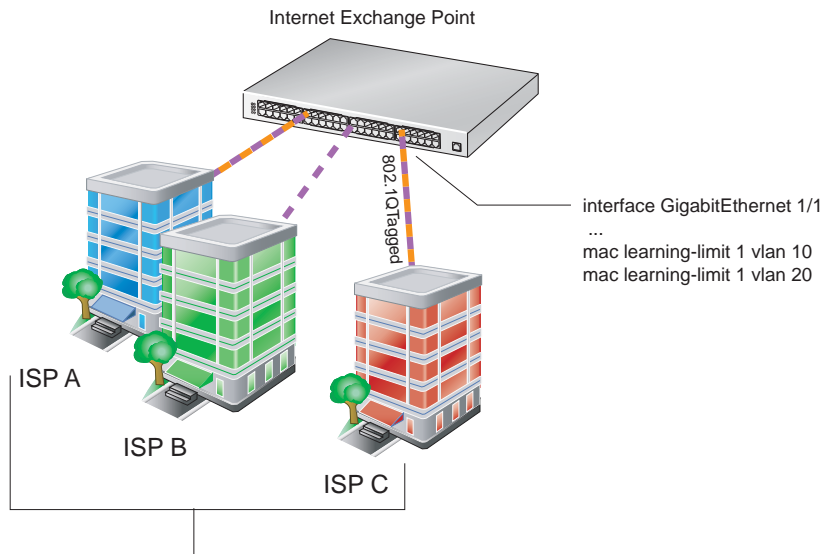 Internet Exchange Point
802.1QTagged
interface GigabitEthernet 1/1
...
mac learning-limit 1 vlan 10
mac learning-limit 1 vlan 20
ISP A
ISP B
ISP C